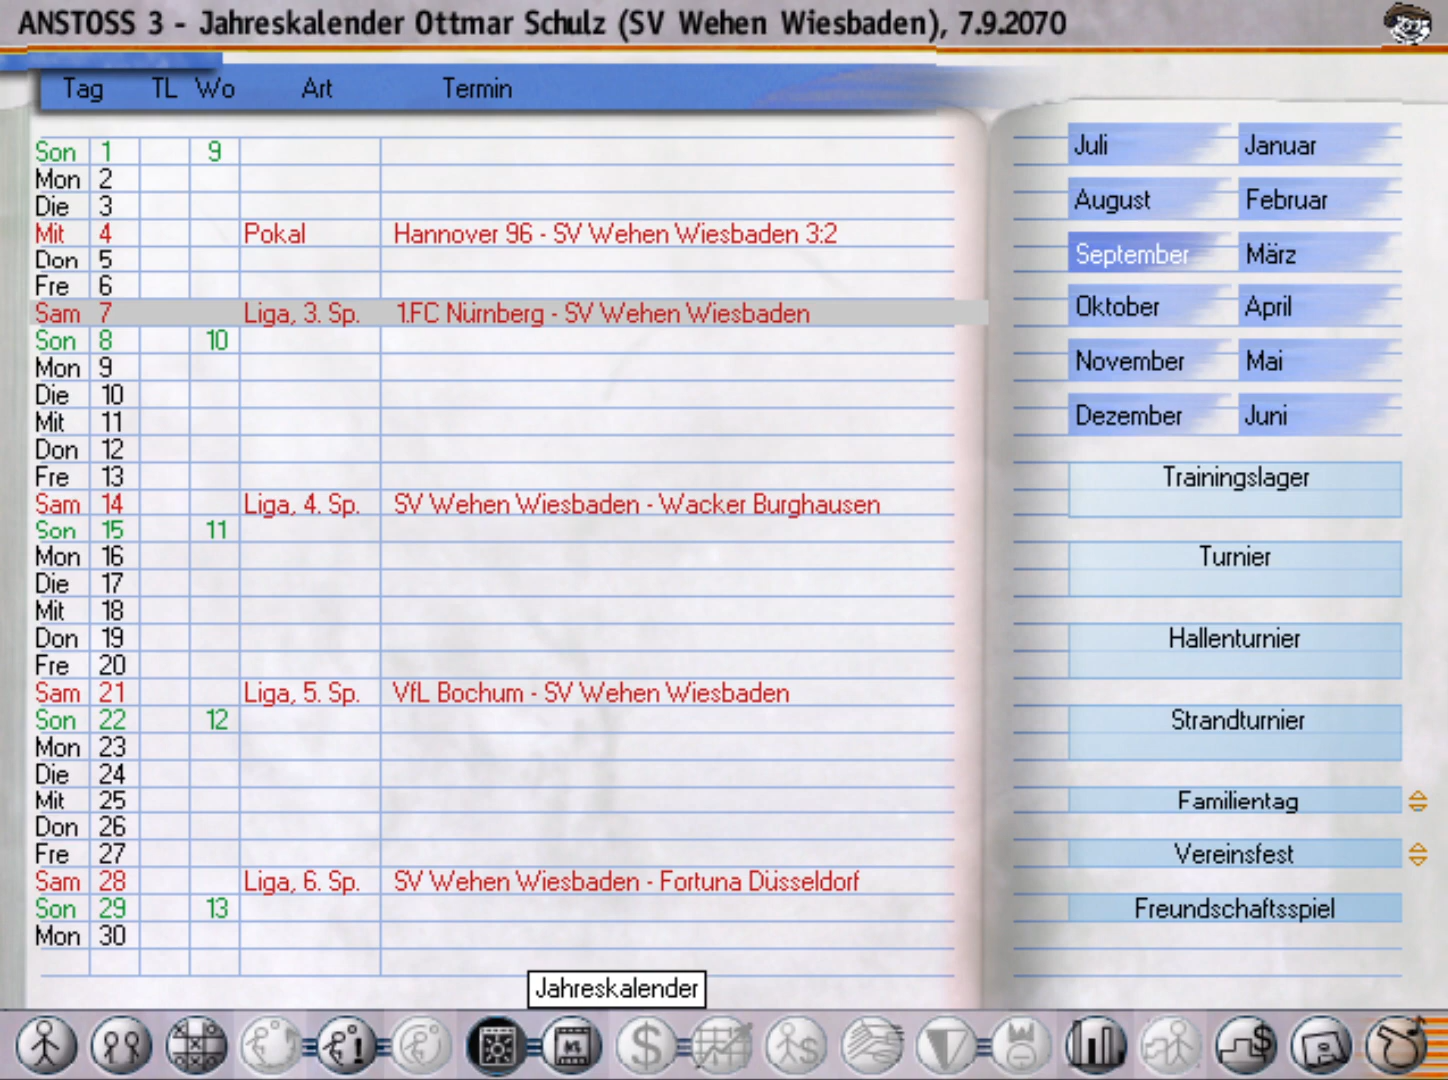 ANSTOSS 3 - Jahreskalender Ottmar Schulz (SV Wehen Wiesbaden), 7.9.2070
Tag TL Wo Art Termin
Son 1 9
Mon 2
Die 3
Mit 4 Pokal Hannover 96 - SV Wehen Wiesbaden 3:2
Don 5
Fre 6
Sam 7 Liga, 3. Sp. 1.FC Nürnberg - SV Wehen Wiesbaden
Son 8 10
Mon 9
Die 10
Mit 11
Don 12
Fre 13
Sam 14 Liga, 4. Sp. SV Wehen Wiesbaden - Wacker Burghausen
Son 15 11
Mon 16
Die 17
Mit 18
Don 19
Fre 20
Sam 21 Liga, 5. Sp. VfL Bochum - SV Wehen Wiesbaden
Son 22 12
Mon 23
Die 24
Mit 25
Don 26
Fre 27
Sam 28 Liga, 6. Sp. SV Wehen Wiesbaden - Fortuna Düsseldorf
Son 29 13
Mon 30
Juli Januar
August Februar
September März
Oktober April
November Mai
Dezember Juni
Trainingslager
Turnier
Hallenturnier
Strandturnier
Familientag
Vereinsfest
Freundschaftsspiel
Jahreskalender